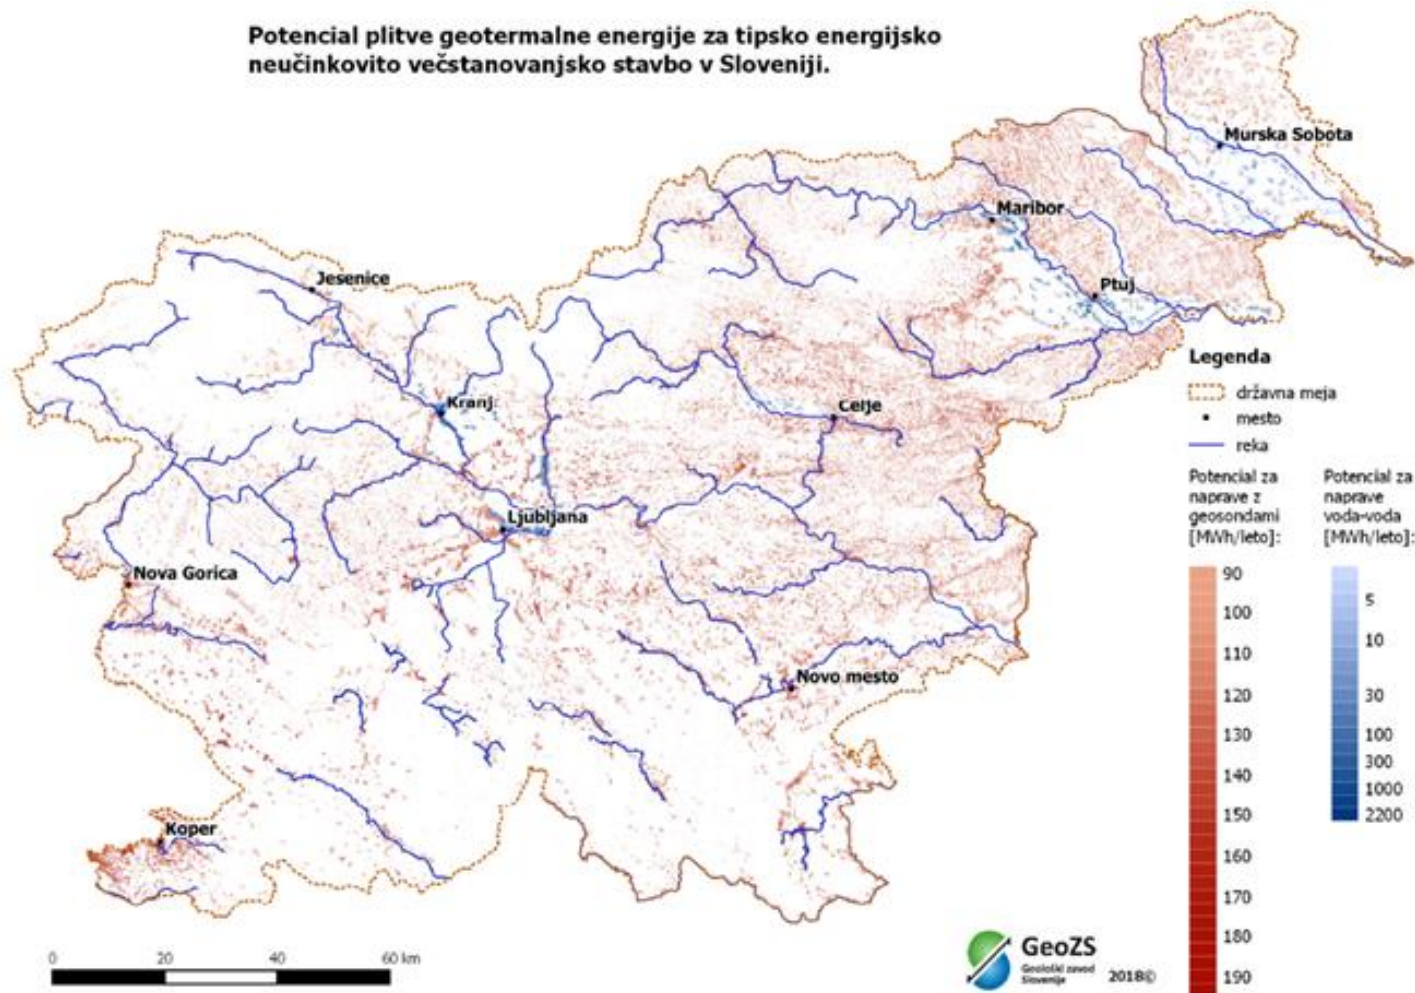 Potencial plitve geotermalne energije za tipsko energijsko
neučinkovito večstanovanjsko stavbo v Sloveniji.
Murska Sobota
Maribor
Jesenice
Ptuj
Kranj
Celje
Ljubljana
Nova Gorica
Novo mesto
Koper
Legenda
državna meja
mesto
reka
Potencial za
naprave z
geosondami
[MWh/leto]:
90
100
110
120
130
140
150
160
170
180
190
Potencial za
naprave
voda-voda
[MWh/leto]:
5
10
30
100
300
1000
2200
0 20 40 60 km
GeoZS
Geološki zavod
Slovenije
2018©